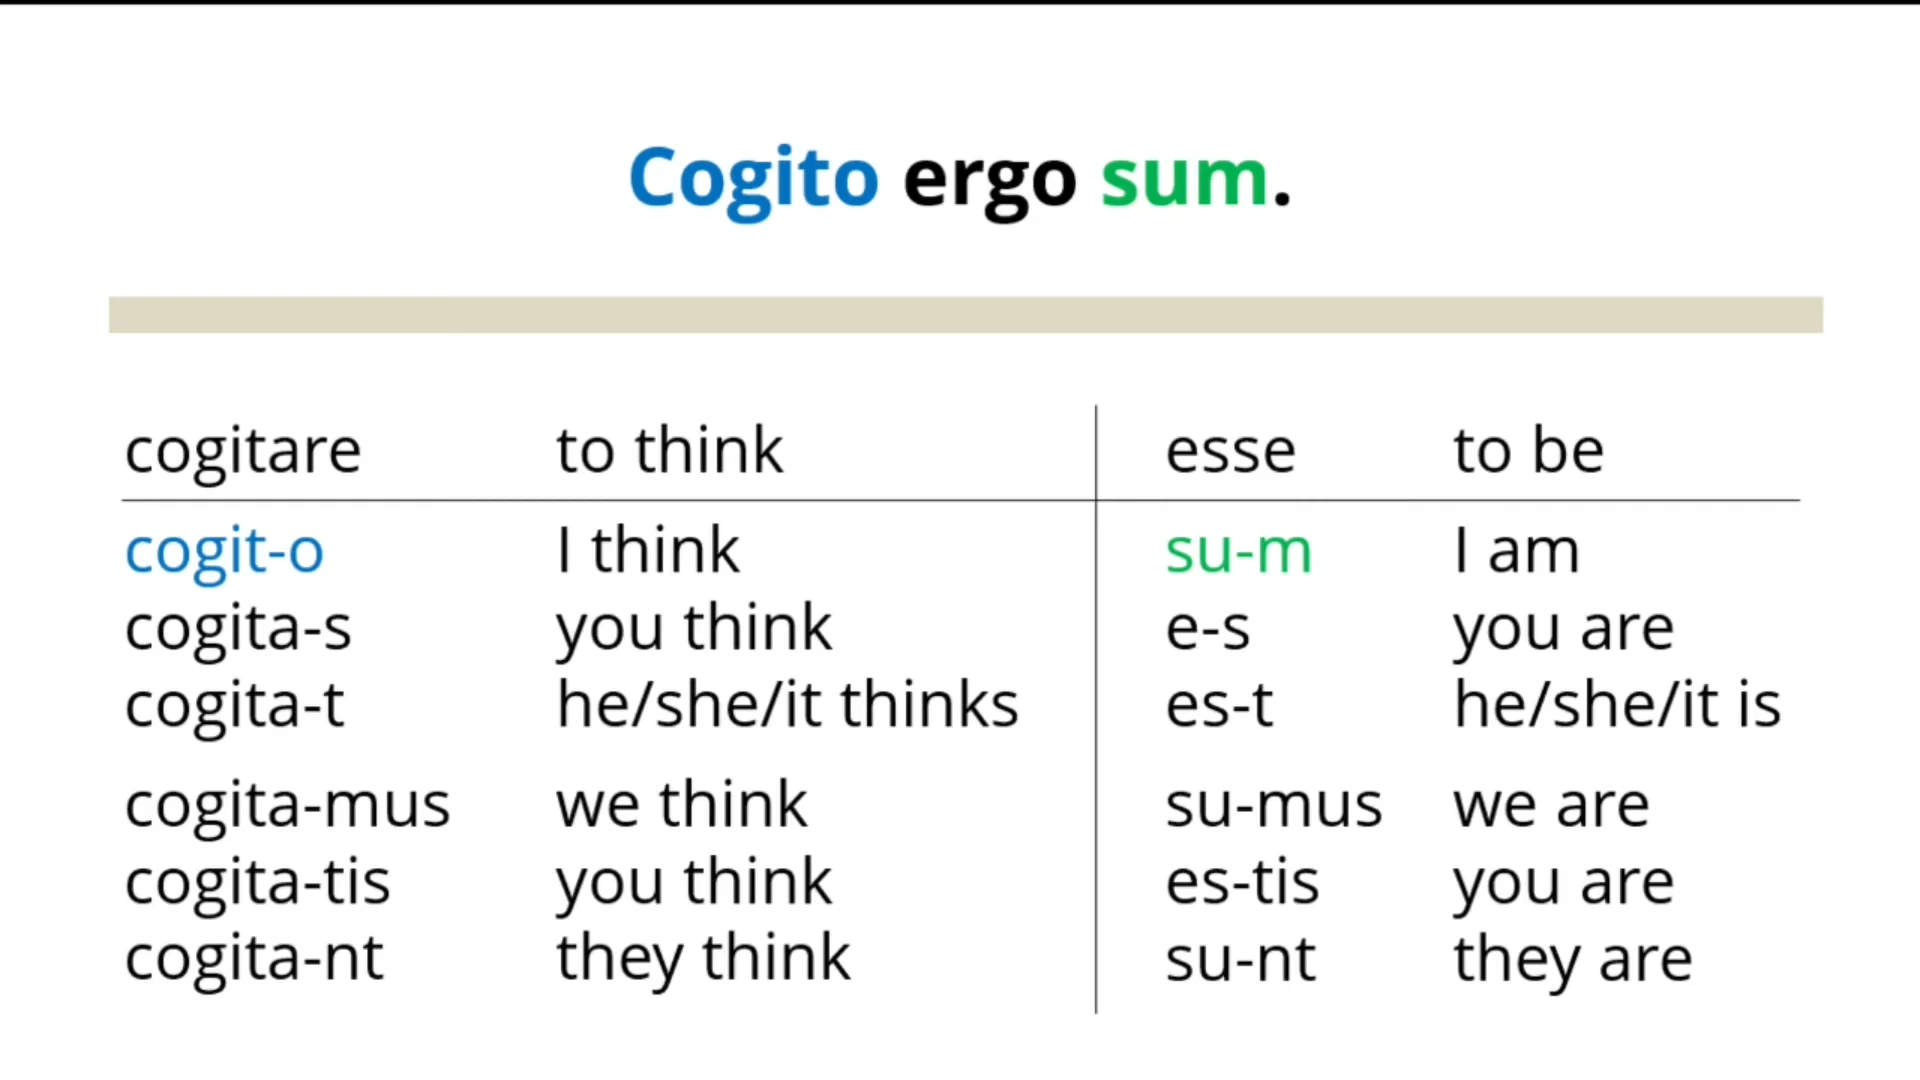 Cogito ergo sum.
cogitare to think esse to be
cogit-o I think su-m I am
cogita-s you think e-s you are
cogita-t he/she/it thinks es-t he/she/it is
cogita-mus we think su-mus we are
cogita-tis you think es-tis you are
cogita-nt they think su-nt they are